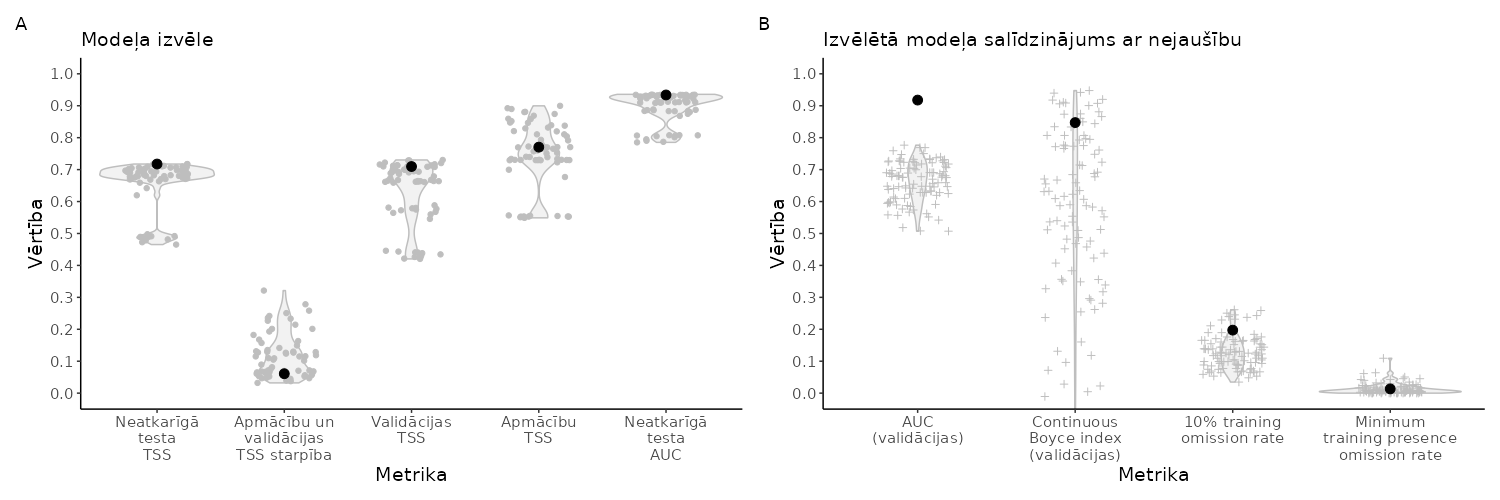 A
Modeļa izvēle
Vērtība
1.0
0.9
0.8
0.7
0.6
0.5
0.4
0.3
0.2
0.1
0.0
Neatkarīgā
testa
TSS
Apmācību un
validācijas
TSS starpība
Validācijas
TSS
Apmācību
TSS
Neatkarīgā
testa
AUC
Metrika
B
Izvēlētā modeļa salīdzinājums ar nejaušību
Vērtība
1.0
0.9
0.8
0.7
0.6
0.5
0.4
0.3
0.2
0.1
0.0
AUC
(validācijas)
Continuous
Boyce index
(validācijas)
10% training
omission rate
Minimum
training presence
omission rate
Metrika